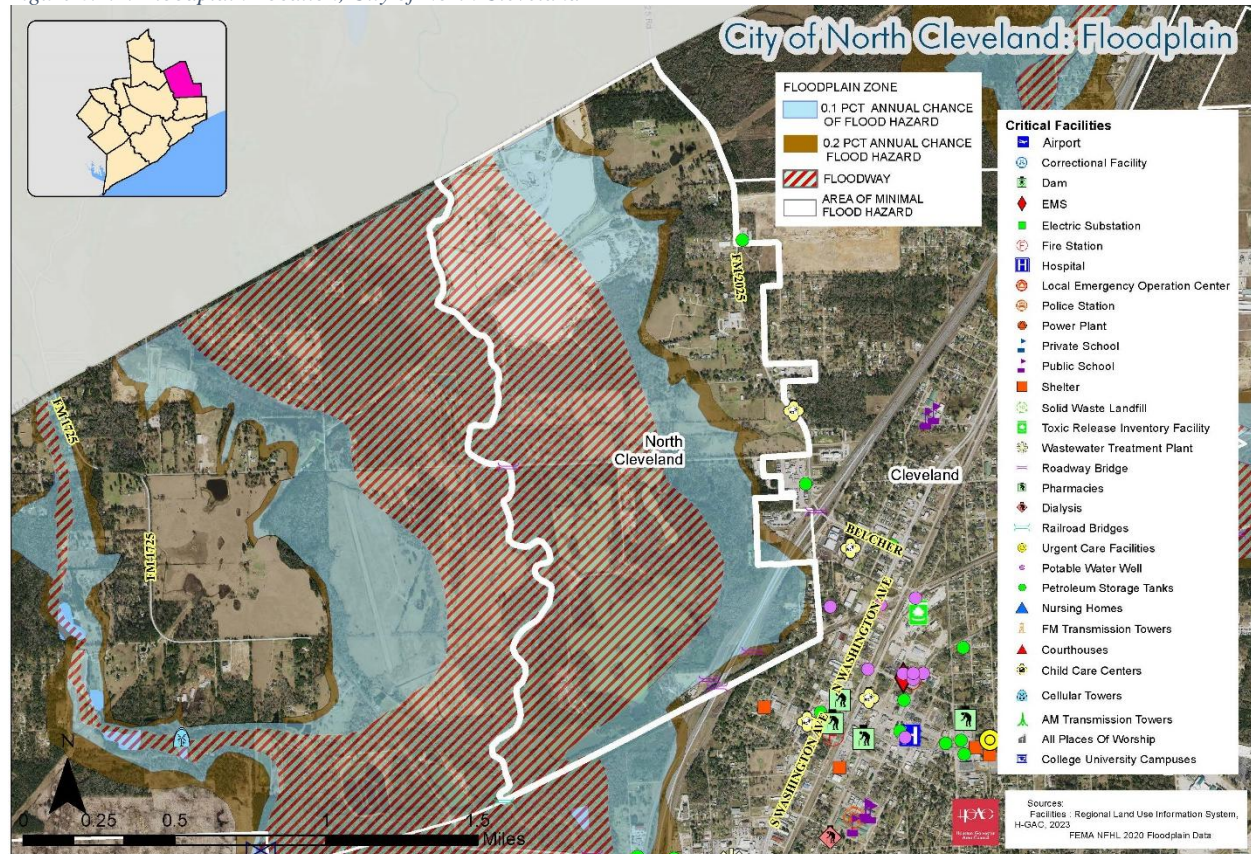 City of North Cleveland: Floodplain
FLOODPLAIN ZONE
0.1 PCT ANNUAL CHANCE
OF FLOOD HAZARD
0.2 PCT ANNUAL CHANCE
FLOOD HAZARD
FLOODWAY
AREA OF MINIMAL
FLOOD HAZARD
Critical Facilities
Airport
Correctional Facility
Dam
EMS
Electric Substation
Fire Station
Hospital
Local Emergency Operation Center
Police Station
Power Plant
Private School
Public School
Shelter
Solid Waste Landfill
Toxic Release Inventory Facility
Wastewater Treatment Plant
Roadway Bridge
Pharmacies
Dialysis
Railroad Bridges
Urgent Care Facilities
Potable Water Well
Petroleum Storage Tanks
Nursing Homes
FM Transmission Towers
Courthouses
Child Care Centers
Cellular Towers
AM Transmission Towers
All Places Of Worship
College University Campuses
FM 2025
FM 1725
FM 1725
North
Cleveland
Cleveland
BELCHER
N WASHINGTON AVE
S WASHINGTON AVE
N
0 0.25 0.5 1 1.5
Miles
Sources:
Facilities : Regional Land Use Information System,
H-GAC, 2023
FEMA NFHL 2020 Floodplain Data